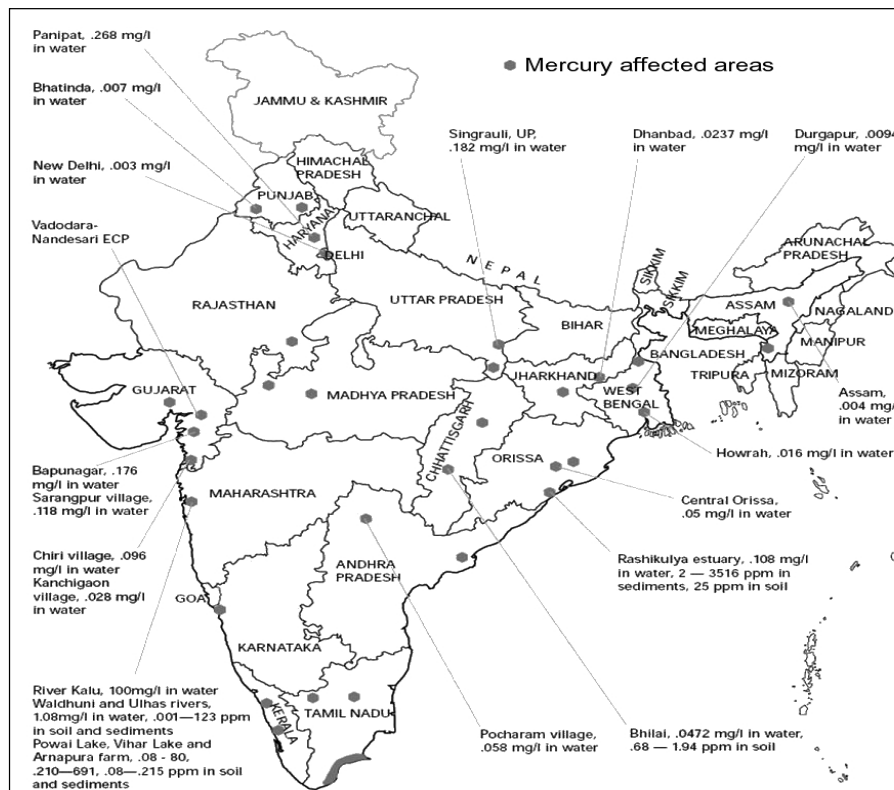 Panipat, .268 mg/l
in water
Bhatinda, .007 mg/l
in water
New Delhi, .003 mg/l
in water
Vadodara-
Nandesari ECP
Mercury affected areas
Singrauli, UP,
.182 mg/l in water
Dhanbad, .0237 mg/l
in water
Durgapur, .0094
mg/l in water
JAMMU & KASHMIR
HIMACHAL
PRADESH
PUNJAB
HARYANA
UTTARANCHAL
DELHI
NEPAL
RAJASTHAN
UTTAR PRADESH
BIHAR
SIKKIM
SIKKIM
ARUNACHAL
PRADESH
ASSAM
NAGALAND
MEGHALAYA
MANIPUR
BANGLADESH
TRIPURA
MIZORAM
GUJARAT
MADHYA PRADESH
JHARKHAND
WEST
BENGAL
CHHATTISGARH
ORISSA
MAHARASHTRA
ANDHRA
PRADESH
GOA
KARNATAKA
KERALA
TAMIL NADU
Assam,
.004 mg/
in water
Howrah, .016 mg/l in water
Central Orissa,
.05 mg/l in water
Rashikulya estuary, .108 mg/l
in water, 2 — 3516 ppm in
sediments, 25 ppm in soil
Bapunagar, .176
mg/l in water
Sarangpur village,
.118 mg/l in water
Chiri village, .096
mg/l in water
Kanchigaon
village, .028 mg/l
in water
River Kalu, 100mg/l in water
Waldhuni and Ulhas rivers,
1.08mg/l in water, .001—123 ppm
in soil and sediments
Powai Lake, Vihar Lake and
Arnapura farm, .08 - 80,
.210—691, .08—.215 ppm in soil
and sediments
Pocharam village,
.058 mg/l in water
Bhilai, .0472 mg/l in water,
.68 — 1.94 ppm in soil